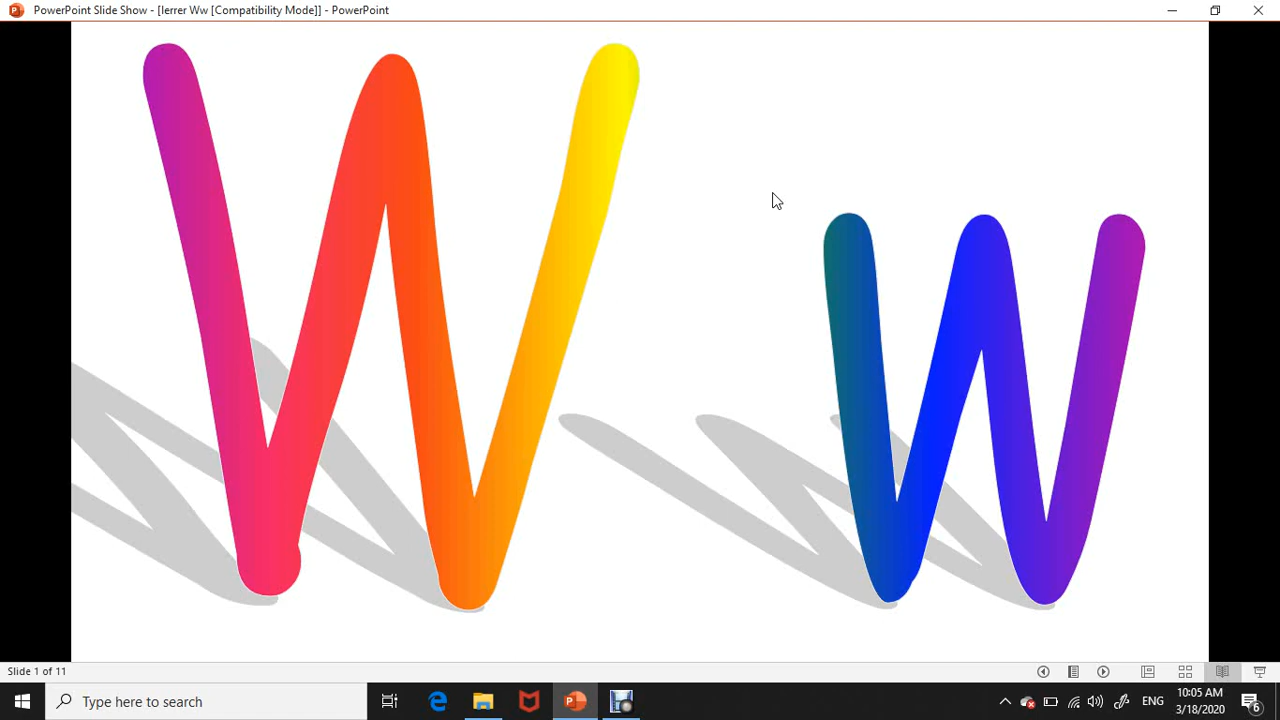 PowerPoint Slide Show - [lerrer Ww [Compatibility Mode]] - PowerPoint
W w
Slide 1 of 11
Type here to search
ENG
10:05 AM
3/18/2020
6